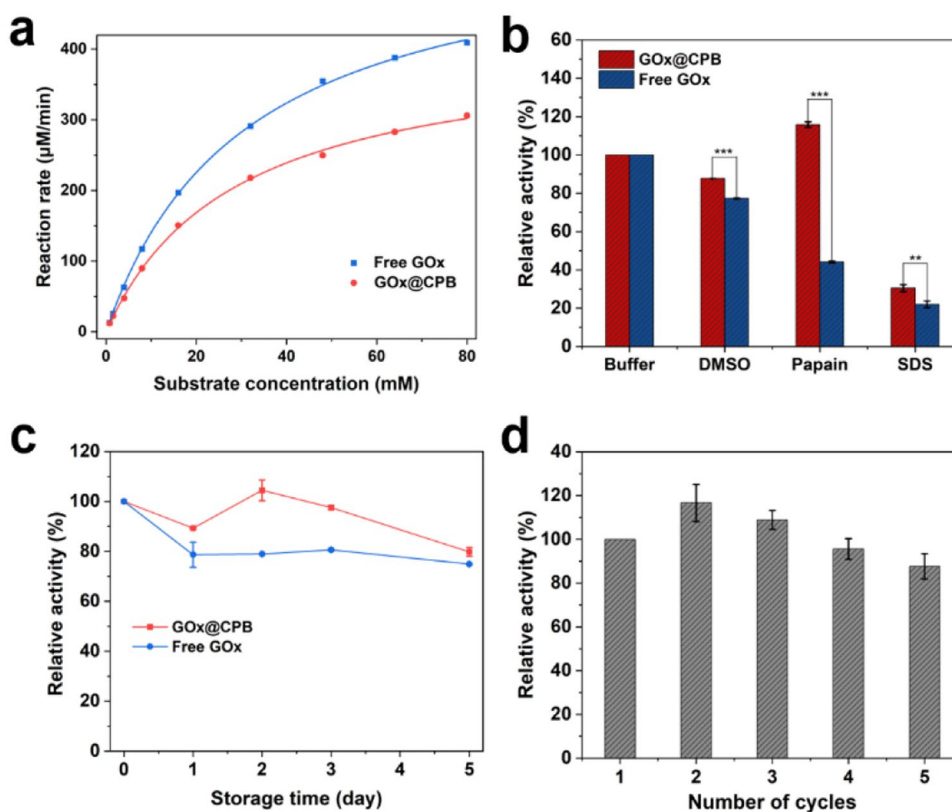 a
400
300
200
100
0
Reaction rate (µM/min)
Free GOx
GOx@CPB
0
20
40
60
80
Substrate concentration (mM)
b
60
40
120
100
80
60
40
20
0
Relative activity (%)
GOx@CPB
Free GOx
***
***
**
Buffer
DMSO
Papain
SDS
c
120
100
80
60
40
20
0
Relative activity (%)
GOx@CPB
Free GOx
0
1
2
3
4
5
Storage time (day)
d
40
120
100
80
60
40
20
0
Relative activity (%)
1
2
3
4
5
Number of cycles